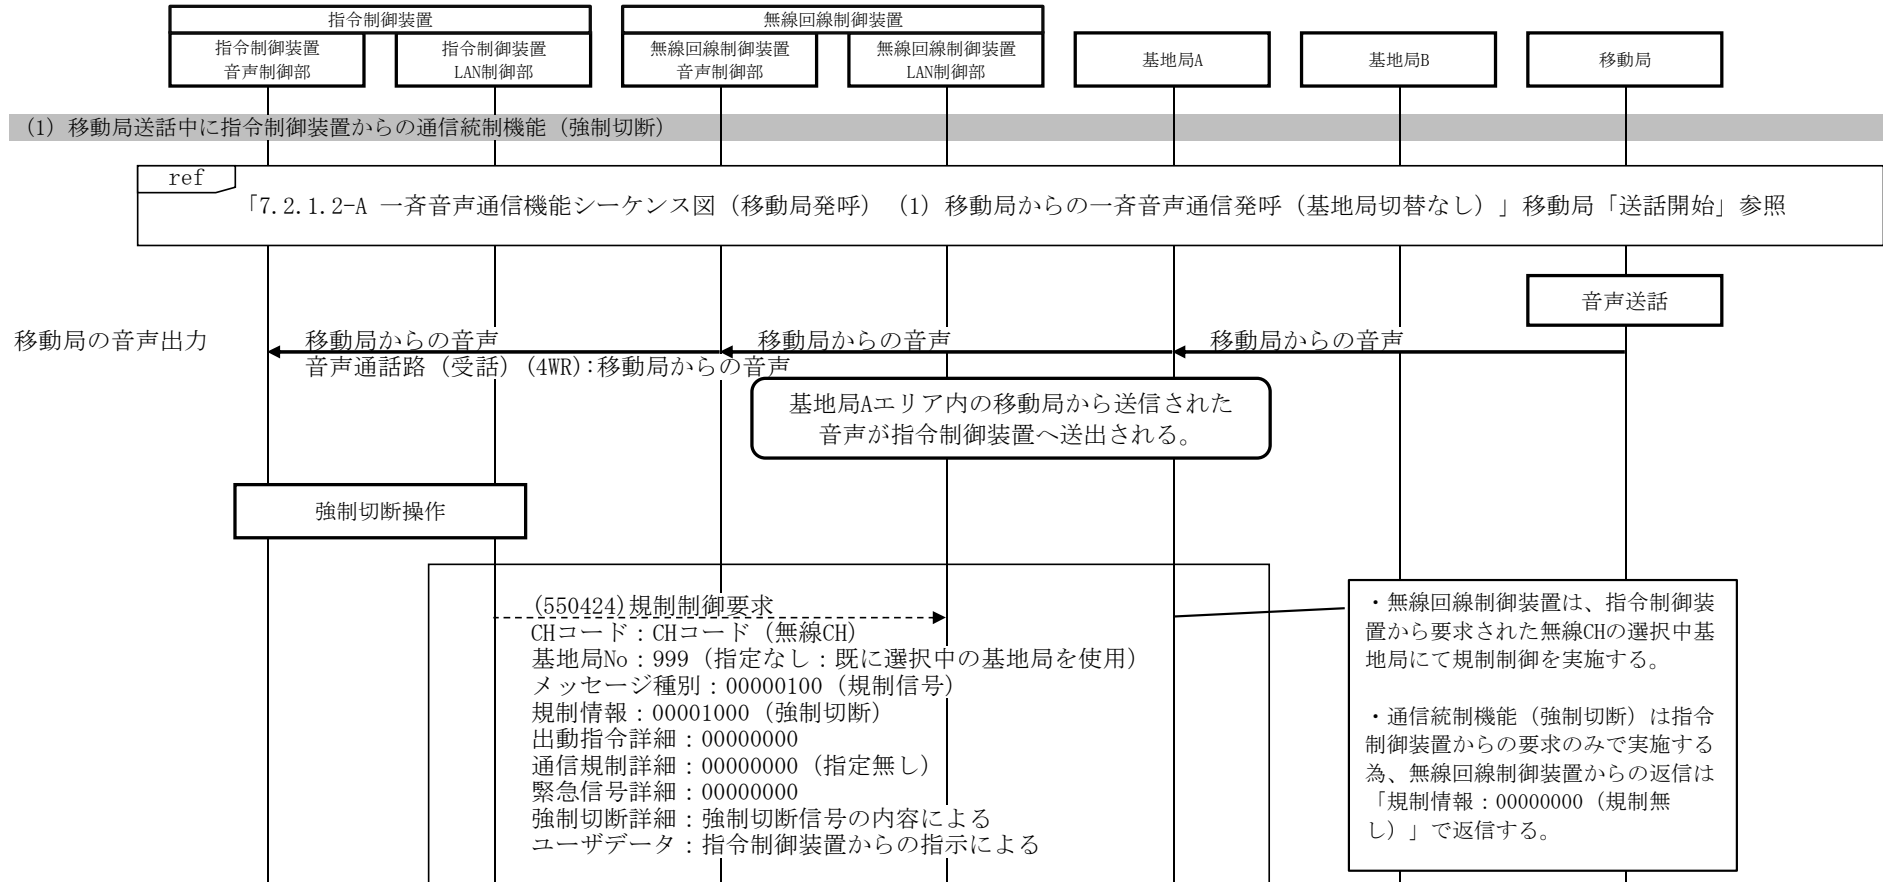 指令制御装置
無線回線制御装置
指令制御装置
音声制御部
指令制御装置
LAN制御部
無線回線制御装置
音声制御部
無線回線制御装置
LAN制御部
基地局A
基地局B
移動局
(1) 移動局送話中に指令制御装置からの通信統制機能（強制切断）
ref
「7.2.1.2-A 一斉音声通信機能シーケンス図（移動局発呼）（1）移動局からの一斉音声通信発呼（基地局切替なし）」移動局「送話開始」参照
音声送話
移動局の音声出力
移動局からの音声
移動局からの音声
移動局からの音声
音声通話路（受話）(4WR):移動局からの音声
基地局Aエリア内の移動局から送信された
音声が指令制御装置へ送出される。
強制切断操作
(550424)規制制御要求
CHコード：CHコード（無線CH）
基地局No：999（指定なし：既に選択中の基地局を使用）
メッセージ種別：00000100（規制信号）
規制情報：00001000（強制切断）
出動指令詳細：00000000
通信規制詳細：00000000（指定無し）
緊急信号詳細：00000000
強制切断詳細：強制切断信号の内容による
ユーザデータ：指令制御装置からの指示による
・無線回線制御装置は、指令制御装
置から要求された無線CHの選択中基
地局にて規制制御を実施する。
・通信統制機能（強制切断）は指令
制御装置からの要求のみで実施する
為、無線回線制御装置からの返信は
「規制情報：00000000（規制無
し）」で返信する。